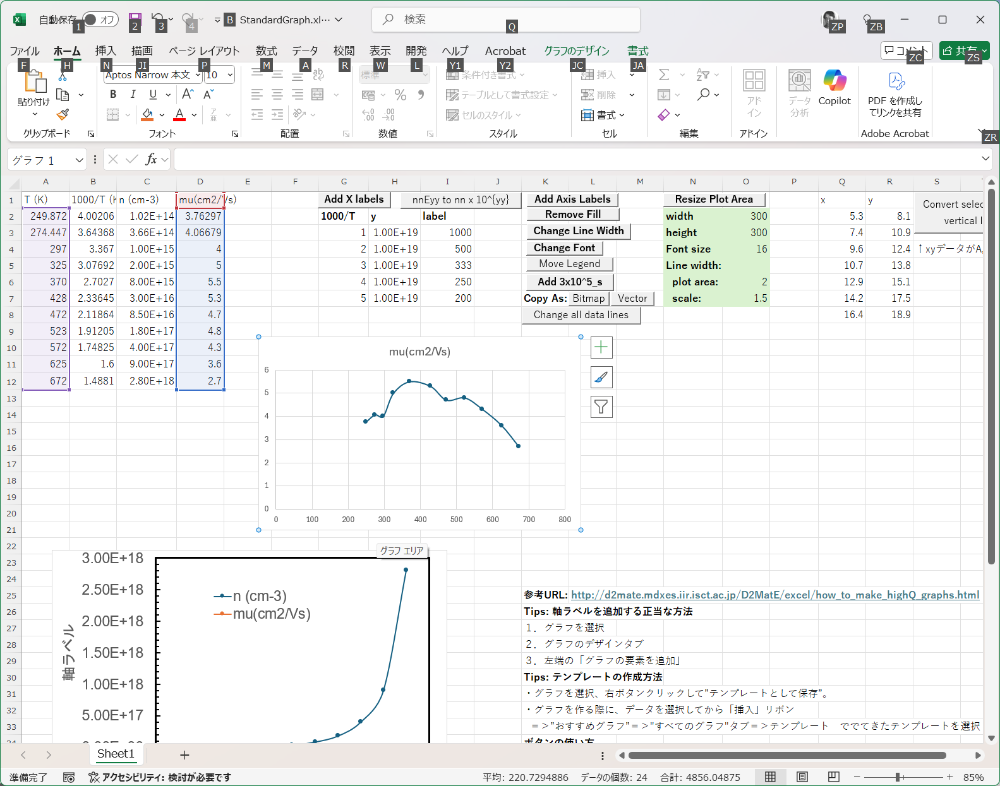 自動保存 オフ B StandardGraph.xl… 検索
1 2 3 4 Q ZP ZB
ファイル ホーム 挿入 描画 ページ レイアウト 数式 データ 校閲 表示 開発 ヘルプ Acrobat グラフのデザイン 書式 コメント 共有
F H N JI P M A R W L Y1 Y2 JC JA ZC ZS
貼り付け
クリップボード
Aptos Narrow 本文 10
B I U A A
A
フォント
ab
配置
標準
% 9
数値
条件付き書式
テーブルとして書式設定
セルのスタイル
スタイル
挿入
削除
書式
セル
編集
アド
イン
アドイン
データ
分析
Copilot
PDF を作成し
てリンクを共有
Adobe Acrobat
ZR
グラフ 1 fx
A B C D E F G H I J K L M N O P Q R S
1 T (K) 1000/T (K n (cm-3) mu(cm2/Vs) Add X labels nnEyy to nn x 10^{yy} Add Axis Labels Resize Plot Area x y Convert selec
2 249.872 4.00206 1.02E+14 3.76297 1000/T y label Remove Fill width 300 5.3 8.1 vertical l
3 274.447 3.64368 3.66E+14 4.06679 1 1.00E+19 1000 Change Line Width height 300 7.4 10.9
4 297 3.367 1.00E+15 4 2 1.00E+19 500 Change Font Font size 16 9.6 12.4 ↑xyデータがA,
5 325 3.07692 2.00E+15 5 3 1.00E+19 333 Move Legend Line width: 10.7 13.8
6 370 2.7027 8.00E+15 5.5 4 1.00E+19 250 Add 3x10^5_s plot area: 2 12.9 15.1
7 428 2.33645 3.00E+16 5.3 5 1.00E+19 200 Copy As: Bitmap Vector scale: 1.5 14.2 17.5
8 472 2.11864 8.50E+16 4.7 Change all data lines 16.4 18.9
9 523 1.91205 1.80E+17 4.8
10 572 1.74825 4.00E+17 4.3
11 625 1.6 9.00E+17 3.6
12 672 1.4881 2.80E+18 2.7
13
14
15
16
17
18
19
20
21
22
23
24
25
26
27
28
29
30
31
32
33
34
mu(cm2/Vs)
6
5
4
3
2
1
0
0 100 200 300 400 500 600 700 800
グラフ エリア
3.00E+18
2.50E+18
2.00E+18
1.50E+18
1.00E+18
5.00E+17
軸ラベル
n (cm-3)
mu(cm2/Vs)
参考URL: http://d2mate.mdxes.iir.isct.ac.jp/D2MatE/excel/how_to_make_highQ_graphs.html
Tips: 軸ラベルを追加する正当な方法
１．グラフを選択
２．グラフのデザインタブ
３．左端の「グラフの要素を追加」
Tips: テンプレートの作成方法
・グラフを選択、右ボタンクリックして”テンプレートとして保存”。
・グラフを作る際に、データを選択してから「挿入」リボン
＝＞”おすすめグラフ”＝＞"すべてのグラフ"タブ＝＞テンプレート　ででてきたテンプレートを選択
ボタンの使い方
Sheet1
準備完了 アクセシビリティ: 検討が必要です 平均: 220.7294886 データの個数: 24 合計: 4856.04875 85%